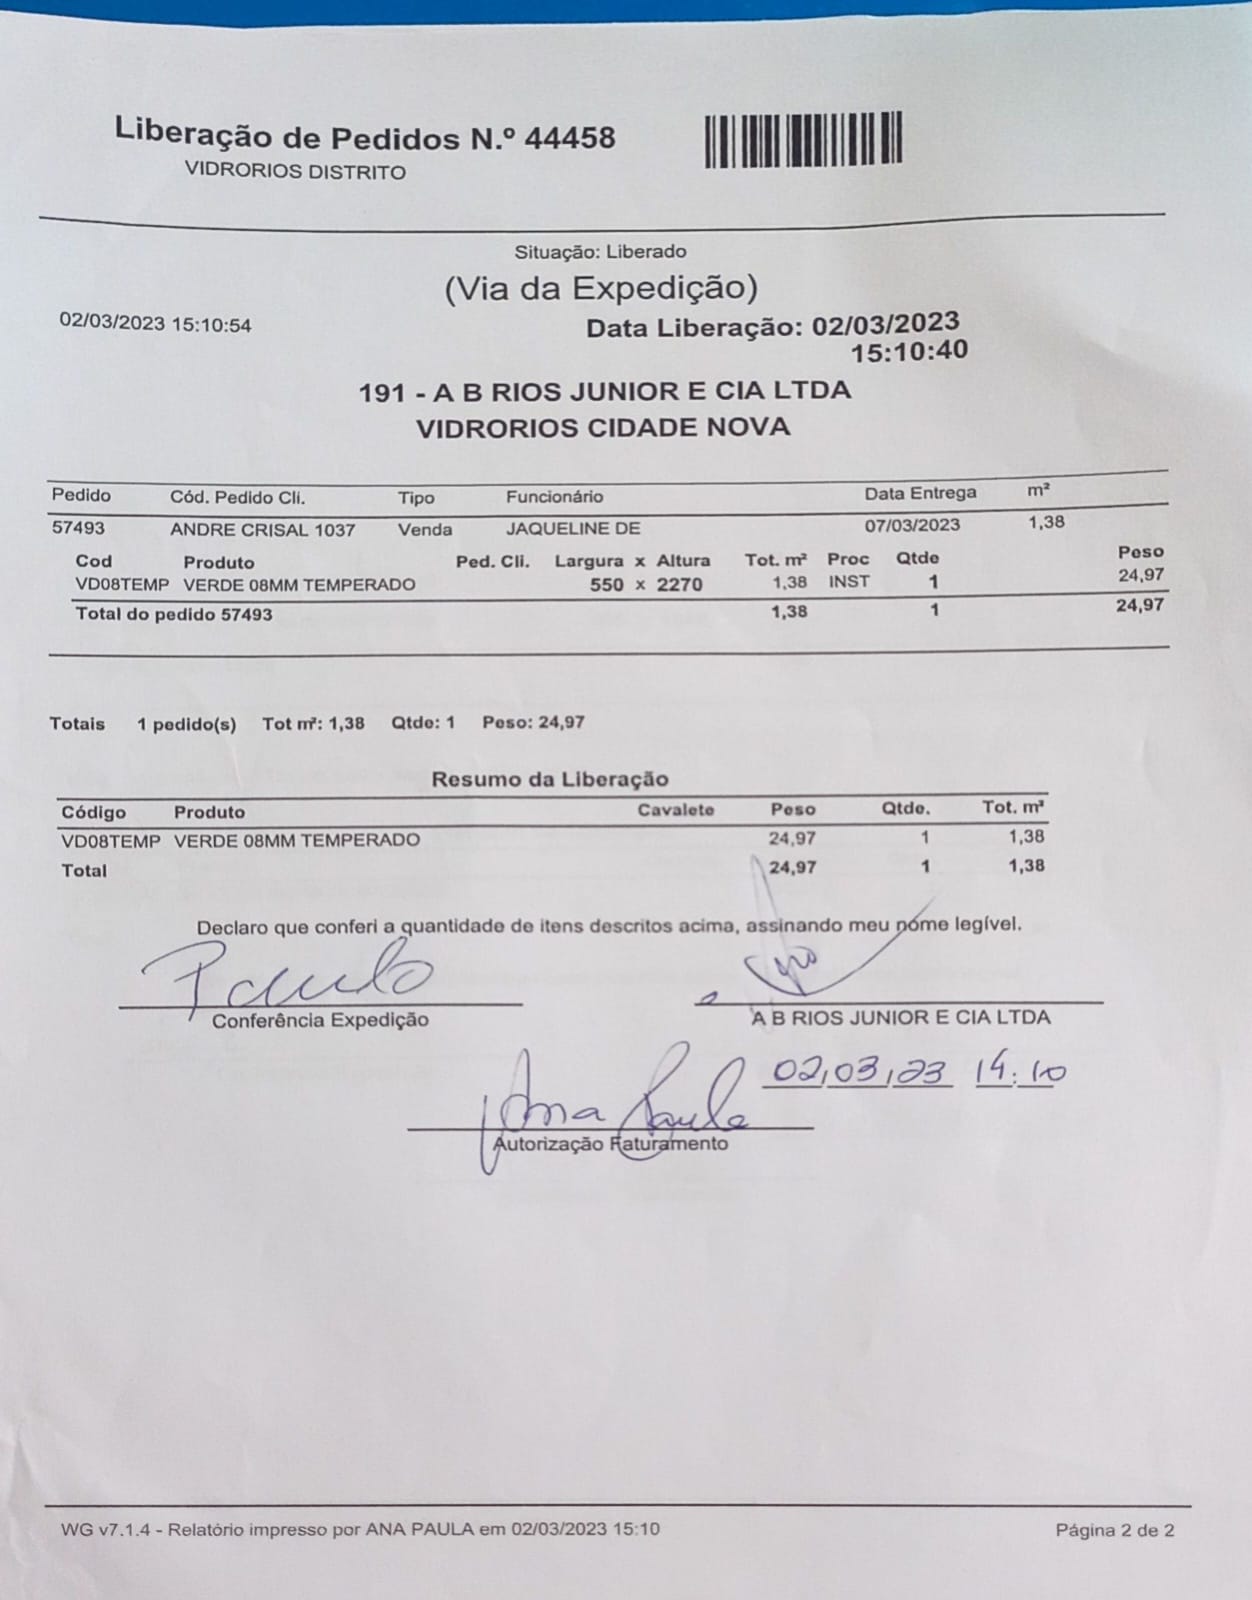 Liberação de Pedidos N.º 44458
VIDRORIOS DISTRITO
Situação: Liberado
(Via da Expedição)
02/03/2023 15:10:54
Data Liberação: 02/03/2023
15:10:40
191 - A B RIOS JUNIOR E CIA LTDA
VIDRORIOS CIDADE NOVA
Pedido Cód. Pedido Cli. Tipo Funcionário Data Entrega m²
57493 ANDRE CRISAL 1037 Venda JAQUELINE DE 07/03/2023 1,38
Cod Produto Ped. Cli. Largura x Altura Tot. m² Proc Qtde Peso
VD08TEMP VERDE 08MM TEMPERADO 550 x 2270 1,38 INST 1 24,97
Total do pedido 57493 1,38 1 24,97
Totais 1 pedido(s) Tot m²: 1,38 Qtde: 1 Peso: 24,97
Resumo da Liberação
Código Produto Cavalete Peso Qtde. Tot. m²
VD08TEMP VERDE 08MM TEMPERADO 24,97 1 1,38
Total 24,97 1 1,38
Declaro que conferi a quantidade de itens descritos acima, assinando meu nome legível.
Paulo
Conferência Expedição A B RIOS JUNIOR E CIA LTDA
02/03/23 14:10
Ana Paula
Autorização Faturamento
WG v7.1.4 - Relatório impresso por ANA PAULA em 02/03/2023 15:10 Página 2 de 2